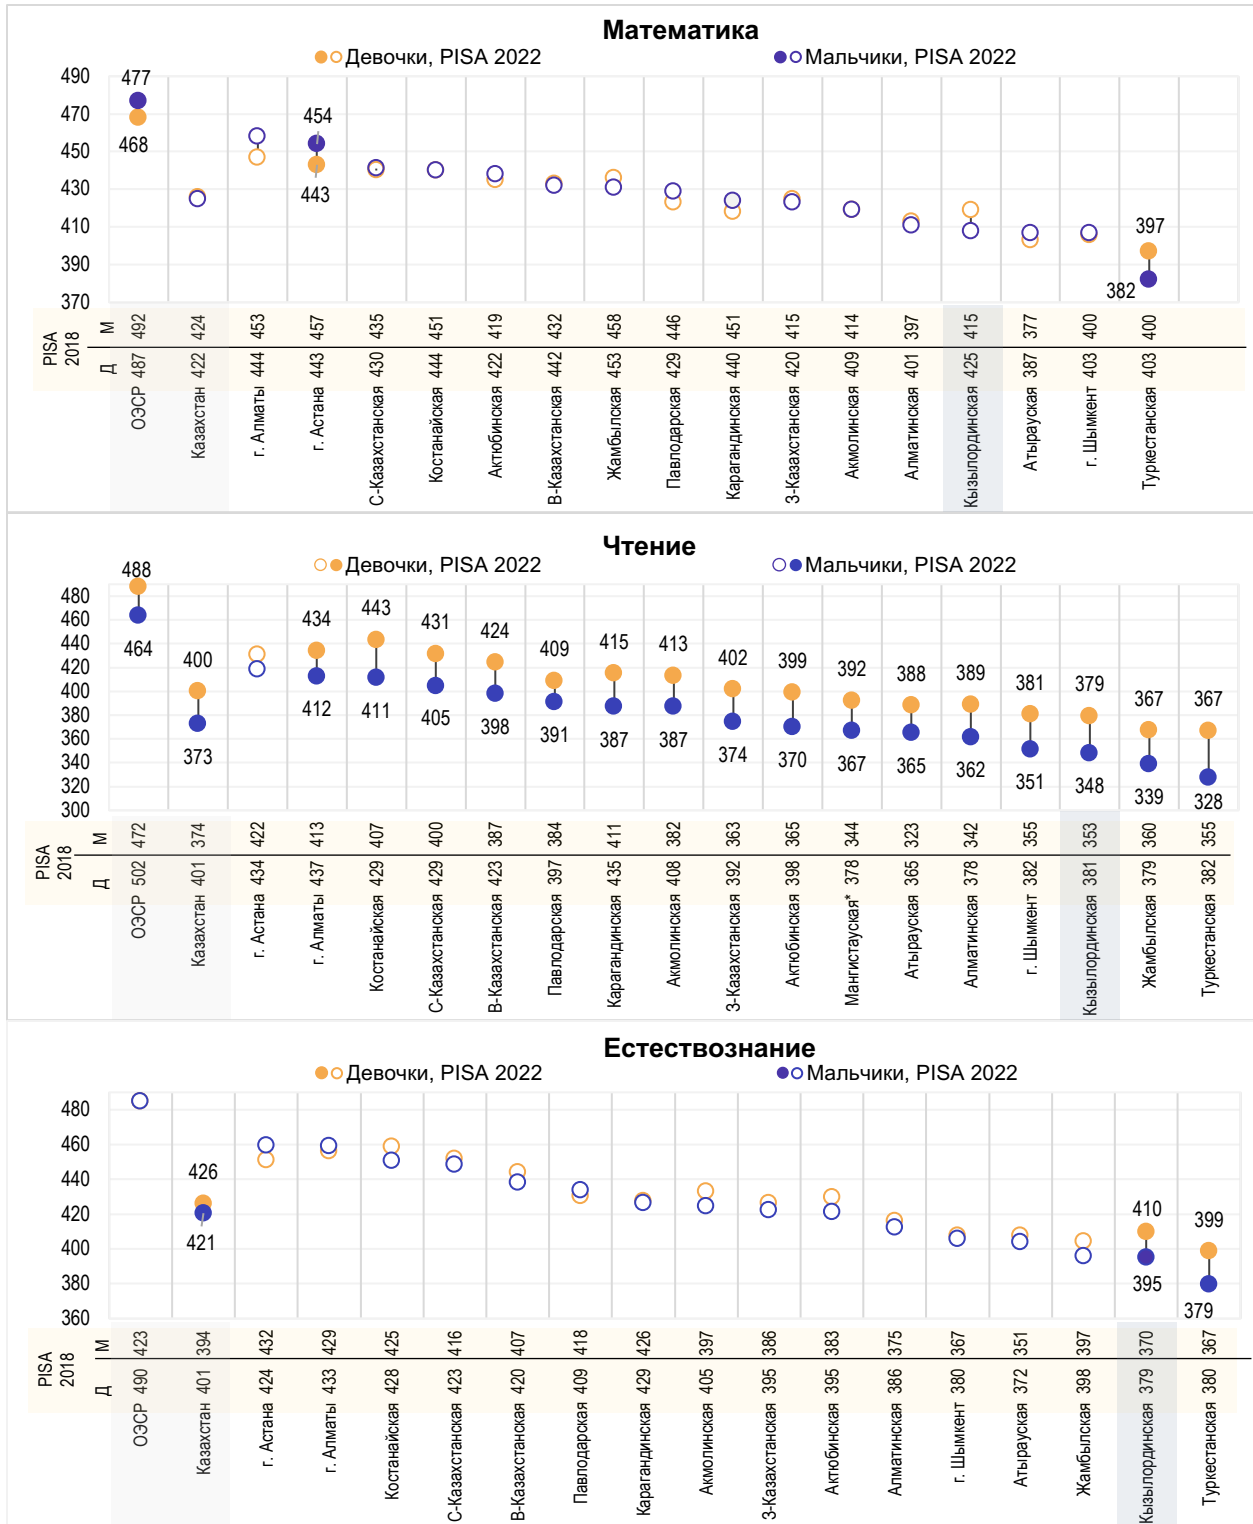 Математика
Девочки, PISA 2022
Мальчики, PISA 2022
490
470
450
430
410
390
370
477
468
454
443
397
382
PISA 2018
М 492 424 453 457 435 451 419 432 458 446 451 415 414 397 415 377 400 400
Д 487 422 444 443 430 444 422 442 453 429 440 420 409 401 425 387 403 403
ОЭСР
Казахстан
г. Алматы
г. Астана
С-Казахстанская
Костанайская
Актюбинская
В-Казахстанская
Жамбылская
Павлодарская
Карагандинская
З-Казахстанская
Акмолинская
Алматинская
Кызылординская
Атырауская
г. Шымкент
Туркестанская
Чтение
Девочки, PISA 2022
Мальчики, PISA 2022
480
460
440
420
400
380
360
340
320
300
488 400 434 443 431 424 409 415 413 402 399 392 388 389 381 379 367 367
464 373 412 411 405 398 391 387 387 374 370 367 365 362 351 348 339 328
PISA 2018
М 472 374 422 413 407 400 387 384 411 382 363 365 344 323 342 355 353 360 355
Д 502 401 434 437 429 429 423 397 435 408 392 398 378 365 378 382 381 379 382
ОЭСР
Казахстан
г. Астана
г. Алматы
Костанайская
С-Казахстанская
В-Казахстанская
Павлодарская
Карагандинская
Акмолинская
З-Казахстанская
Актюбинская
Мангистауская*
Атырауская
Алматинская
г. Шымкент
Кызылординская
Жамбылская
Туркестанская
Естествознание
Девочки, PISA 2022
Мальчики, PISA 2022
480
460
440
420
400
380
360
426
421
410
395
399
379
PISA 2018
М 423 394 432 429 425 416 407 418 426 397 386 383 375 367 351 397 370 367
Д 490 401 424 433 428 423 420 409 429 405 395 395 386 380 372 398 379 380
ОЭСР
Казахстан
г. Астана
г. Алматы
Костанайская
С-Казахстанская
В-Казахстанская
Павлодарская
Карагандинская
Акмолинская
З-Казахстанская
Актюбинская
Алматинская
г. Шымкент
Атырауская
Жамбылская
Кызылординская
Туркестанская